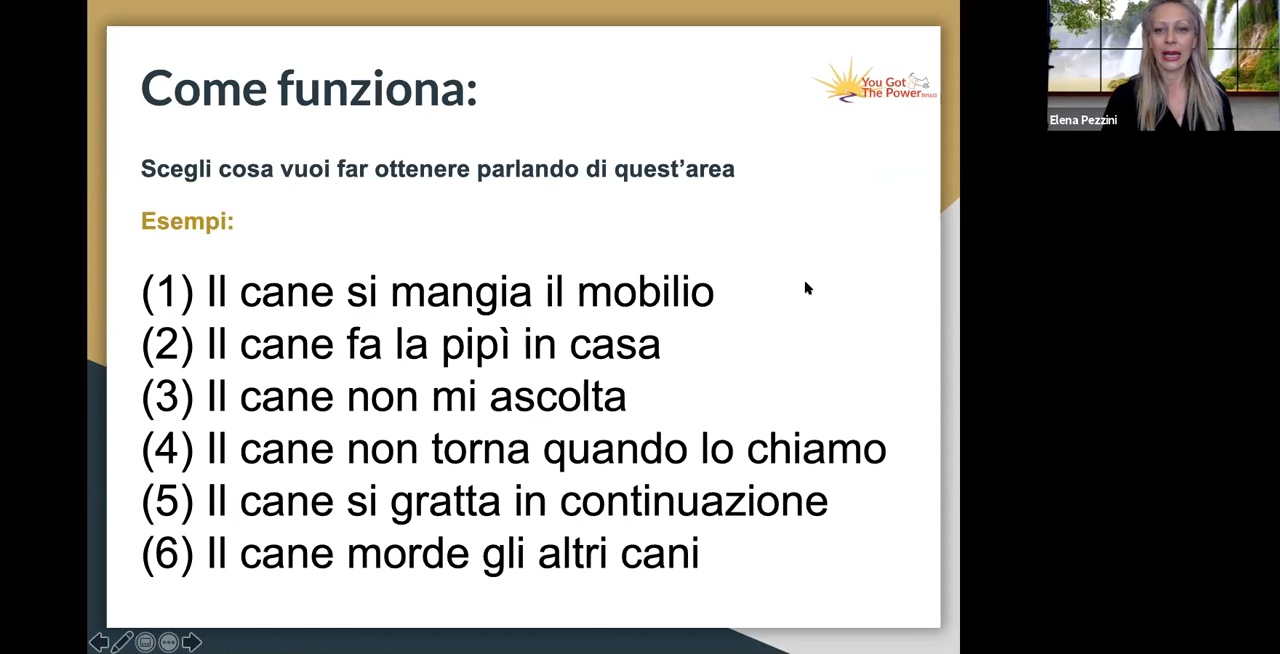 Come funziona:
You Got
The Power
Scegli cosa vuoi far ottenere parlando di quest’area
Esempi:
(1) Il cane si mangia il mobilio
(2) Il cane fa la pipì in casa
(3) Il cane non mi ascolta
(4) Il cane non torna quando lo chiamo
(5) Il cane si gratta in continuazione
(6) Il cane morde gli altri cani
Elena Pezzini